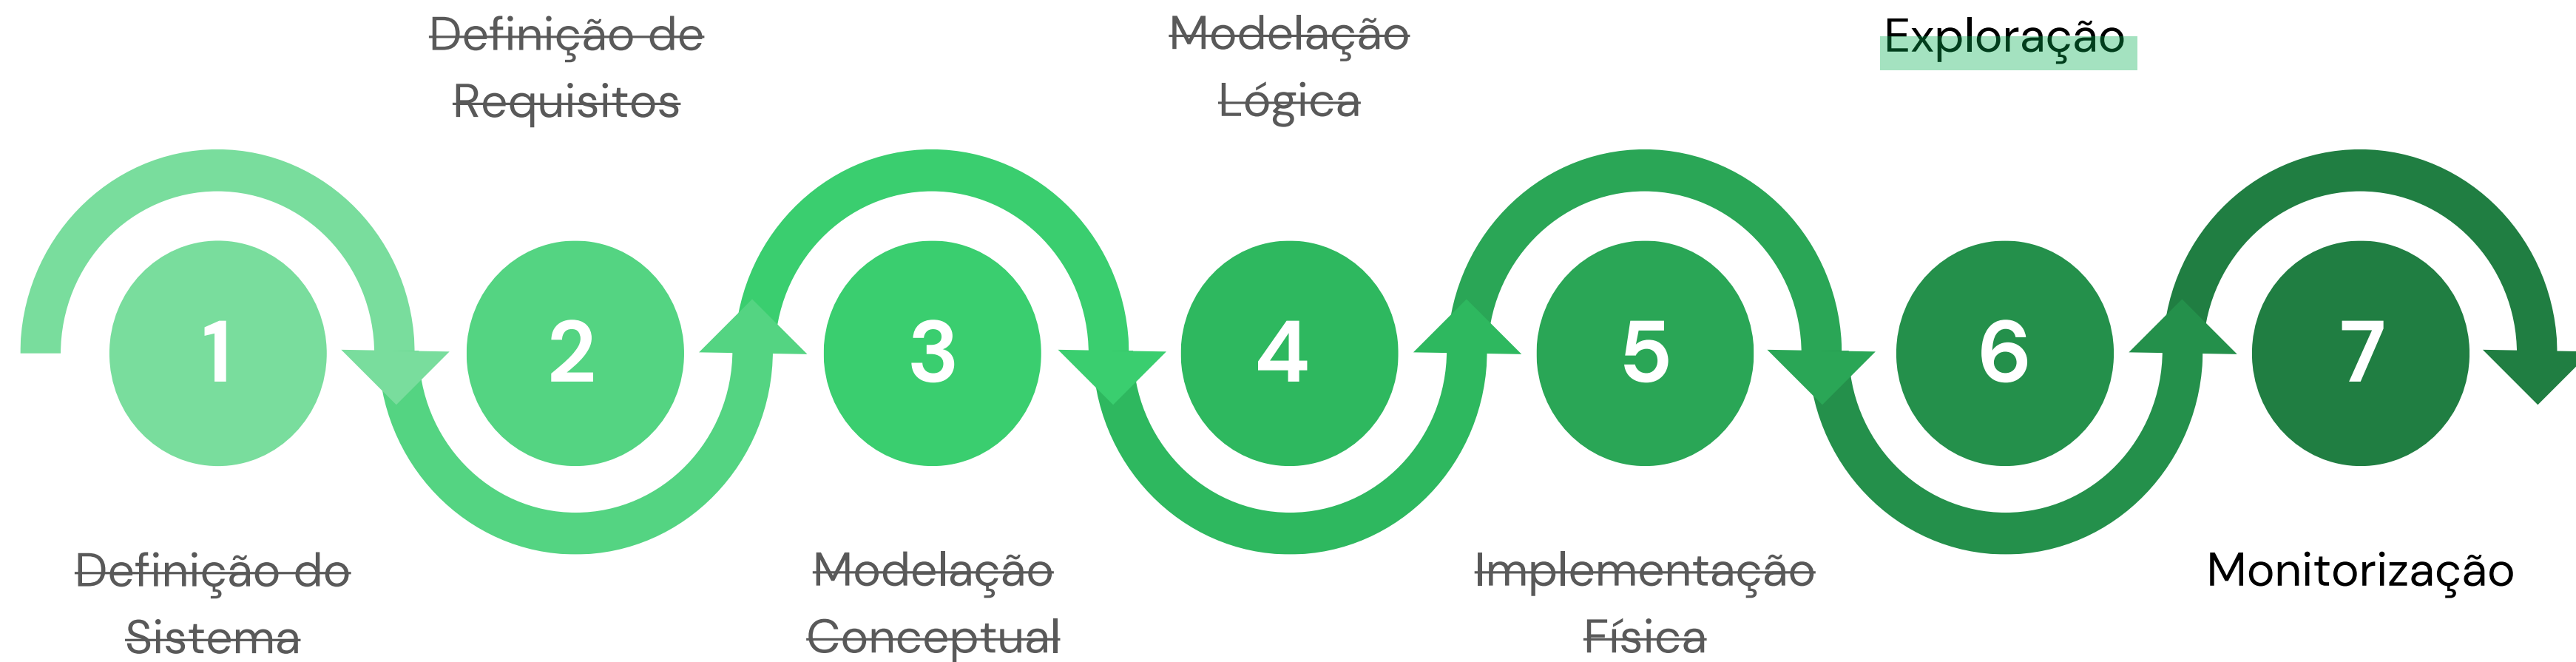 Definição de
Requisitos
Modelação
Lógica
Exploração
1
2
3
4
5
6
7
Definição do
Sistema
Modelação
Conceptual
Implementação
Física
Monitorização